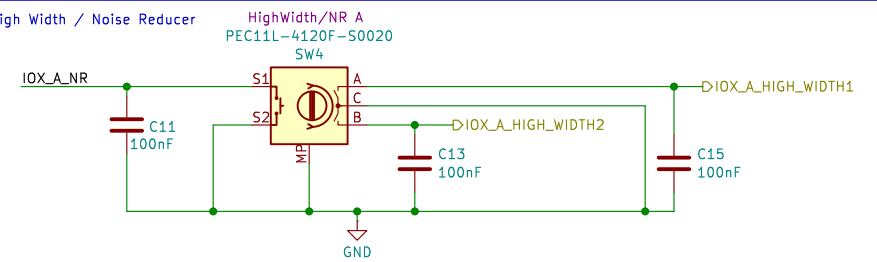 igh Width / Noise Reducer
HighWidth/NR A
PEC11L-4120F-S0020
SW4
IOX_A_NR
S1
A
IOX_A_HIGH_WIDTH1
C
S2
B
IOX_A_HIGH_WIDTH2
C11
100nF
MP
C13
100nF
C15
100nF
GND